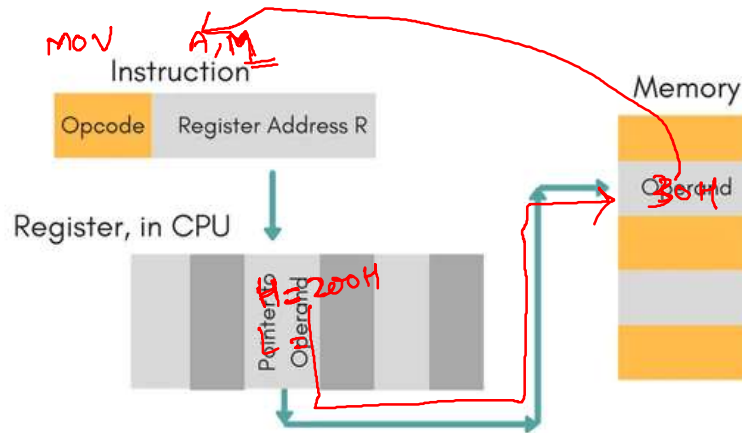 MOV A, M
Instruction
Memory
Opcode Register Address R
Operand
30H
Register, in CPU
H = 200H
L =
Pointer to
Operand